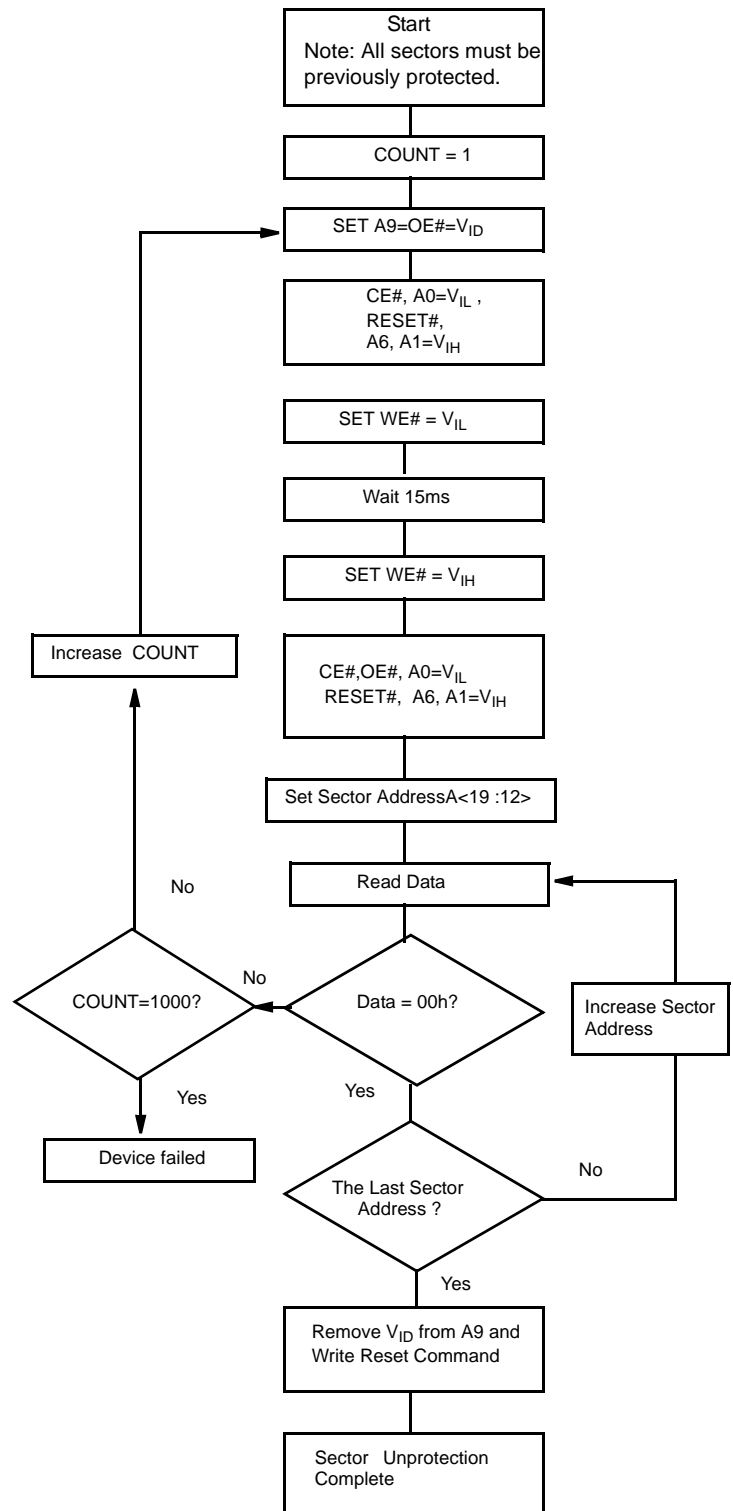 Start
Note: All sectors must be
previously protected.
COUNT = 1
SET A9=OE#=VID
CE#, A0=VIL ,
RESET#,
A6, A1=VIH
SET WE# = VIL
Wait 15ms
SET WE# = VIH
Increase COUNT
CE#,OE#, A0=VIL
RESET#, A6, A1=VIH
Set Sector AddressA<19 :12>
Read Data
No
No
COUNT=1000?
Data = 00h?
Increase Sector
Address
Yes
Yes
Device failed
No
The Last Sector
Address ?
Yes
Remove VID from A9 and
Write Reset Command
Sector Unprotection
Complete